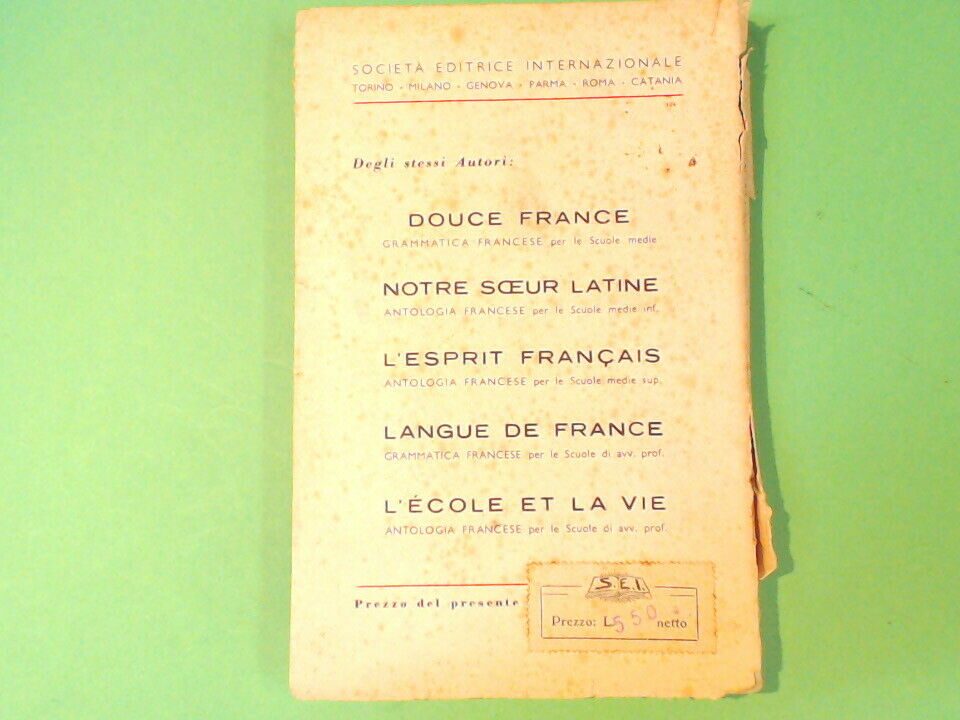 SOCIETÀ EDITRICE INTERNAZIONALE
TORINO - MILANO - GENOVA - PARMA - ROMA - CATANIA
Degli stessi Autori:
DOUCE FRANCE
GRAMMATICA FRANCESE per le Scuole medie
NOTRE SŒUR LATINE
ANTOLOGIA FRANCESE per le Scuole medie inf.
L'ESPRIT FRANÇAIS
ANTOLOGIA FRANCESE per le Scuole medie sup.
LANGUE DE FRANCE
GRAMMATICA FRANCESE per le Scuole di avv. prof.
L'ÉCOLE ET LA VIE
ANTOLOGIA FRANCESE per le Scuole di avv. prof.
Prezzo del presente
S.E.I.
Prezzo: L 550 netto